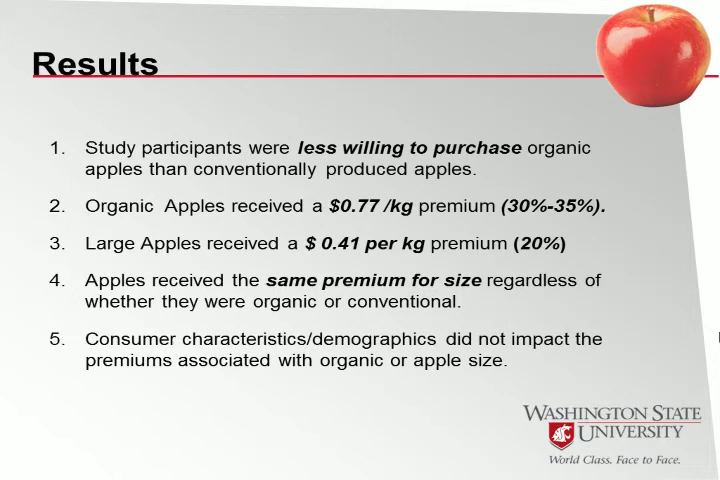 Results
1. Study participants were less willing to purchase organic
apples than conventionally produced apples.
2. Organic Apples received a $0.77 /kg premium (30%-35%).
3. Large Apples received a $ 0.41 per kg premium (20%)
4. Apples received the same premium for size regardless of
whether they were organic or conventional.
5. Consumer characteristics/demographics did not impact the
premiums associated with organic or apple size.
WASHINGTON STATE
UNIVERSITY
World Class. Face to Face.